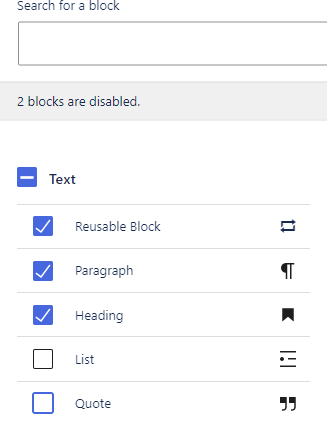 Search for a block
2 blocks are disabled.
Text
Reusable Block
Paragraph
Heading
List
Quote